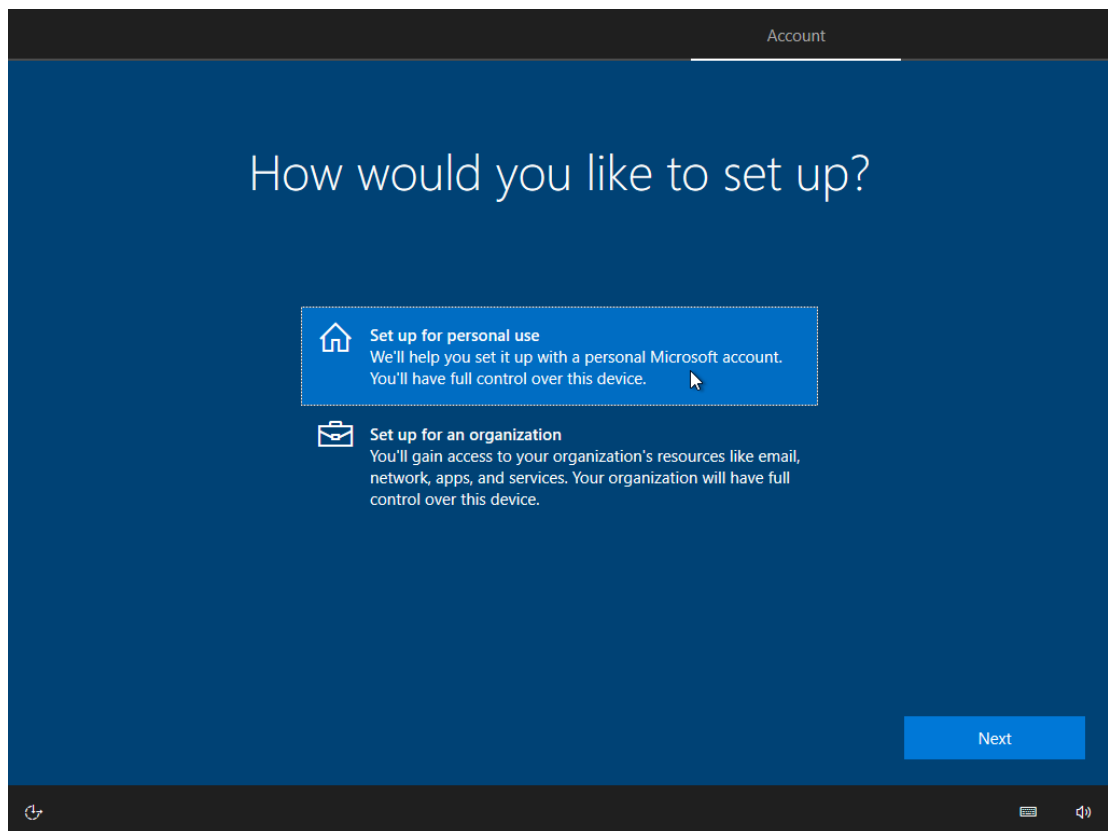 Account
How would you like to set up?
Set up for personal use
We'll help you set it up with a personal Microsoft account.
You'll have full control over this device.
Set up for an organization
You'll gain access to your organization's resources like email,
network, apps, and services. Your organization will have full
control over this device.
Next